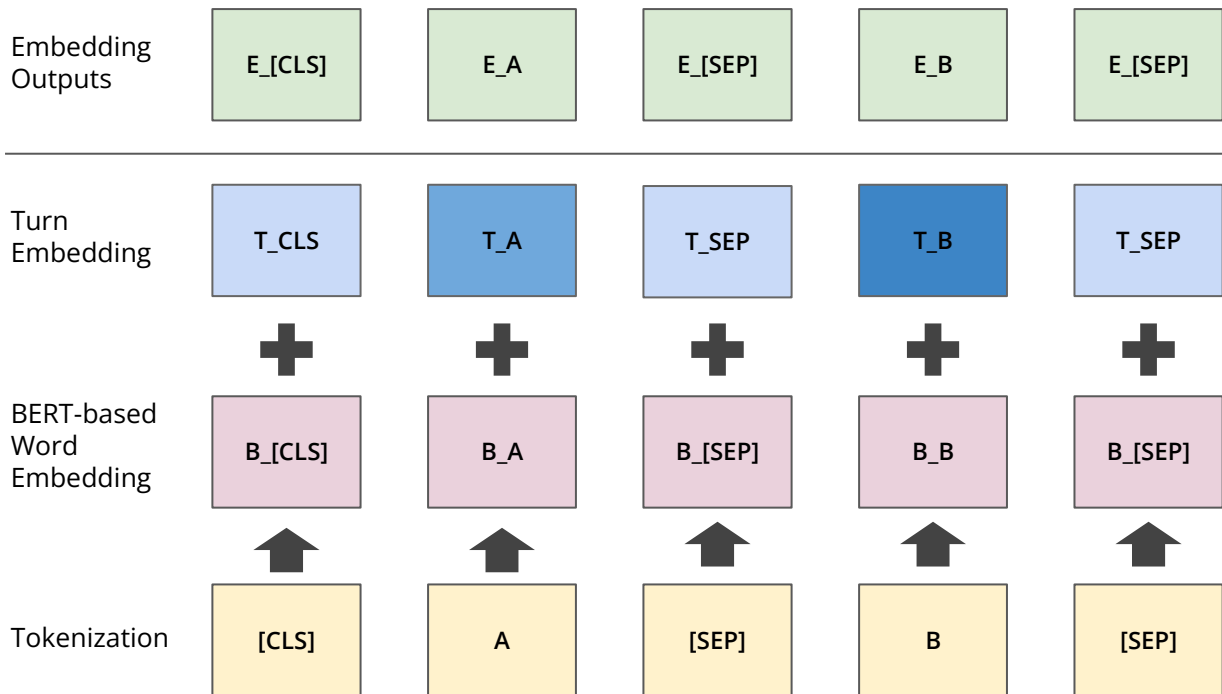 Embedding
Outputs
E_[CLS] E_A E_[SEP] E_B E_[SEP]
Turn
Embedding
T_CLS T_A T_SEP T_B T_SEP
BERT-based
Word
Embedding
B_[CLS] B_A B_[SEP] B_B B_[SEP]
Tokenization
[CLS] A [SEP] B [SEP]